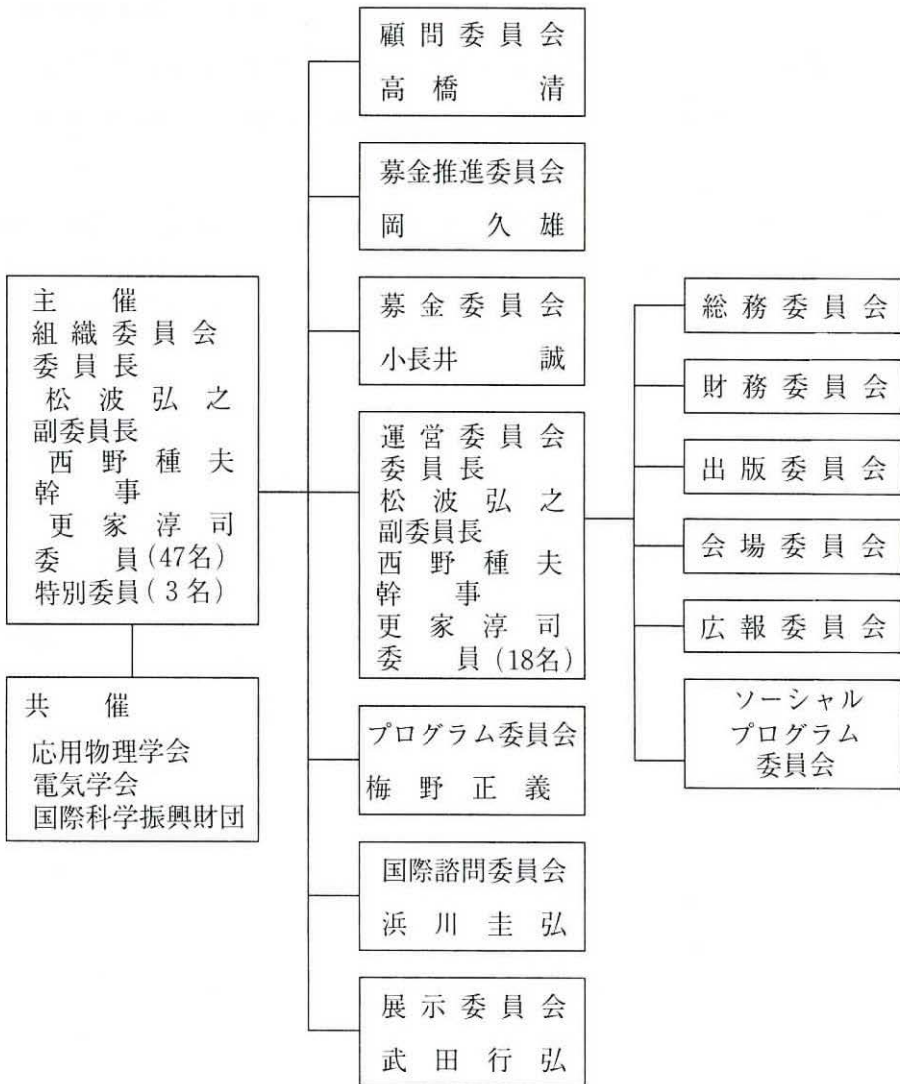 主催
組織委員会
委員長
松波弘之
副委員長
西野種夫
幹事
更家淳司
委員(47名)
特別委員(3名)
共催
応用物理学会
電気学会
国際科学振興財団
顧問委員会
高橋清
募金推進委員会
岡久雄
募金委員会
小長井誠
運営委員会
委員長
松波弘之
副委員長
西野種夫
幹事
更家淳司
委員(18名)
プログラム委員会
梅野正義
国際諮問委員会
浜川圭弘
展示委員会
武田行弘
総務委員会
財務委員会
出版委員会
会場委員会
広報委員会
ソーシャル
プログラム
委員会